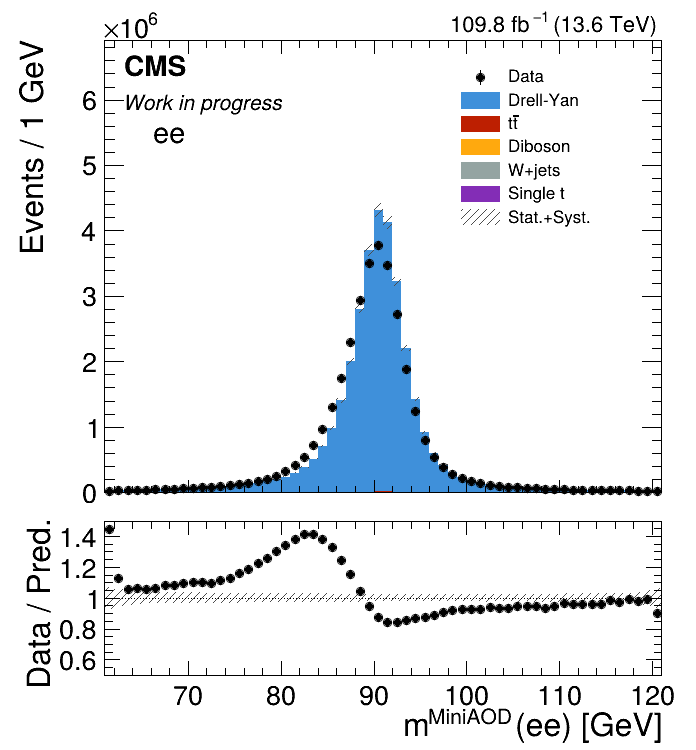 ×10⁶
109.8 fb⁻¹ (13.6 TeV)
CMS
Work in progress
ee
Data
Drell-Yan
tt̄
Diboson
W+jets
Single t
Stat.+Syst.
Events / 1 GeV
6
5
4
3
2
1
0
Data / Pred.
1.4
1.2
1
0.8
0.6
70 80 90 100 110 120
m^MiniAOD (ee) [GeV]